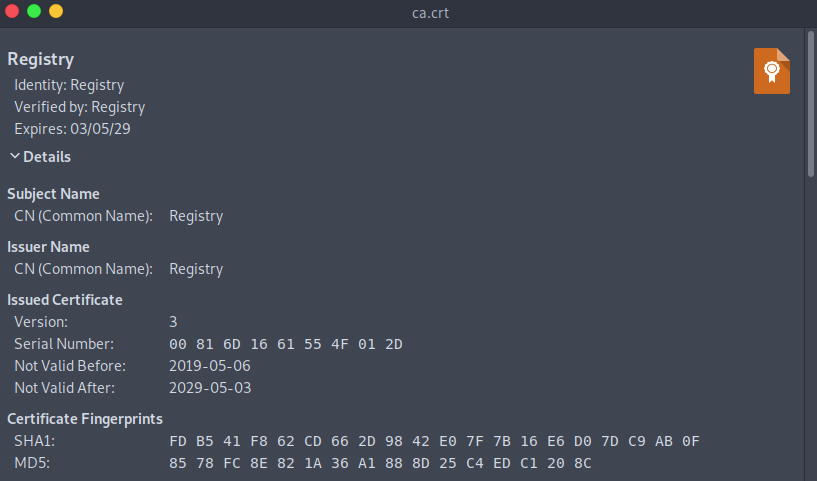 ca.crt
Registry
Identity: Registry
Verified by: Registry
Expires: 03/05/29
Details
Subject Name
CN (Common Name): Registry
Issuer Name
CN (Common Name): Registry
Issued Certificate
Version: 3
Serial Number: 00 81 6D 16 61 55 4F 01 2D
Not Valid Before: 2019-05-06
Not Valid After: 2029-05-03
Certificate Fingerprints
SHA1: FD B5 41 F8 62 CD 66 2D 98 42 E0 7F 7B 16 E6 D0 7D C9 AB 0F
MD5: 85 78 FC 8E 82 1A 36 A1 88 8D 25 C4 ED C1 20 8C